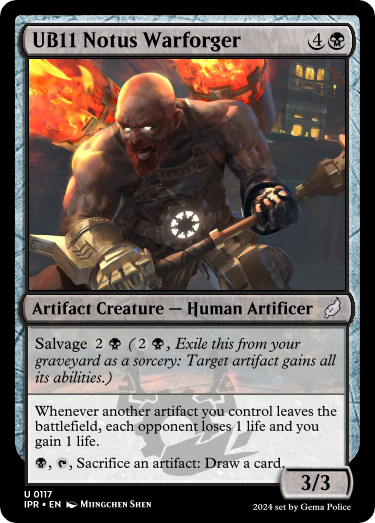 UB11 Notus Warforger 4
Artifact Creature — Human Artificer
Salvage 2 ( 2 , Exile this from your
graveyard as a sorcery: Target artifact gains all
its abilities.)
Whenever another artifact you control leaves the
battlefield, each opponent loses 1 life and you
gain 1 life.
, , Sacrifice an artifact: Draw a card.
3/3
U 0117
IPR • EN Miingchen Shen
2024 set by Gema Police